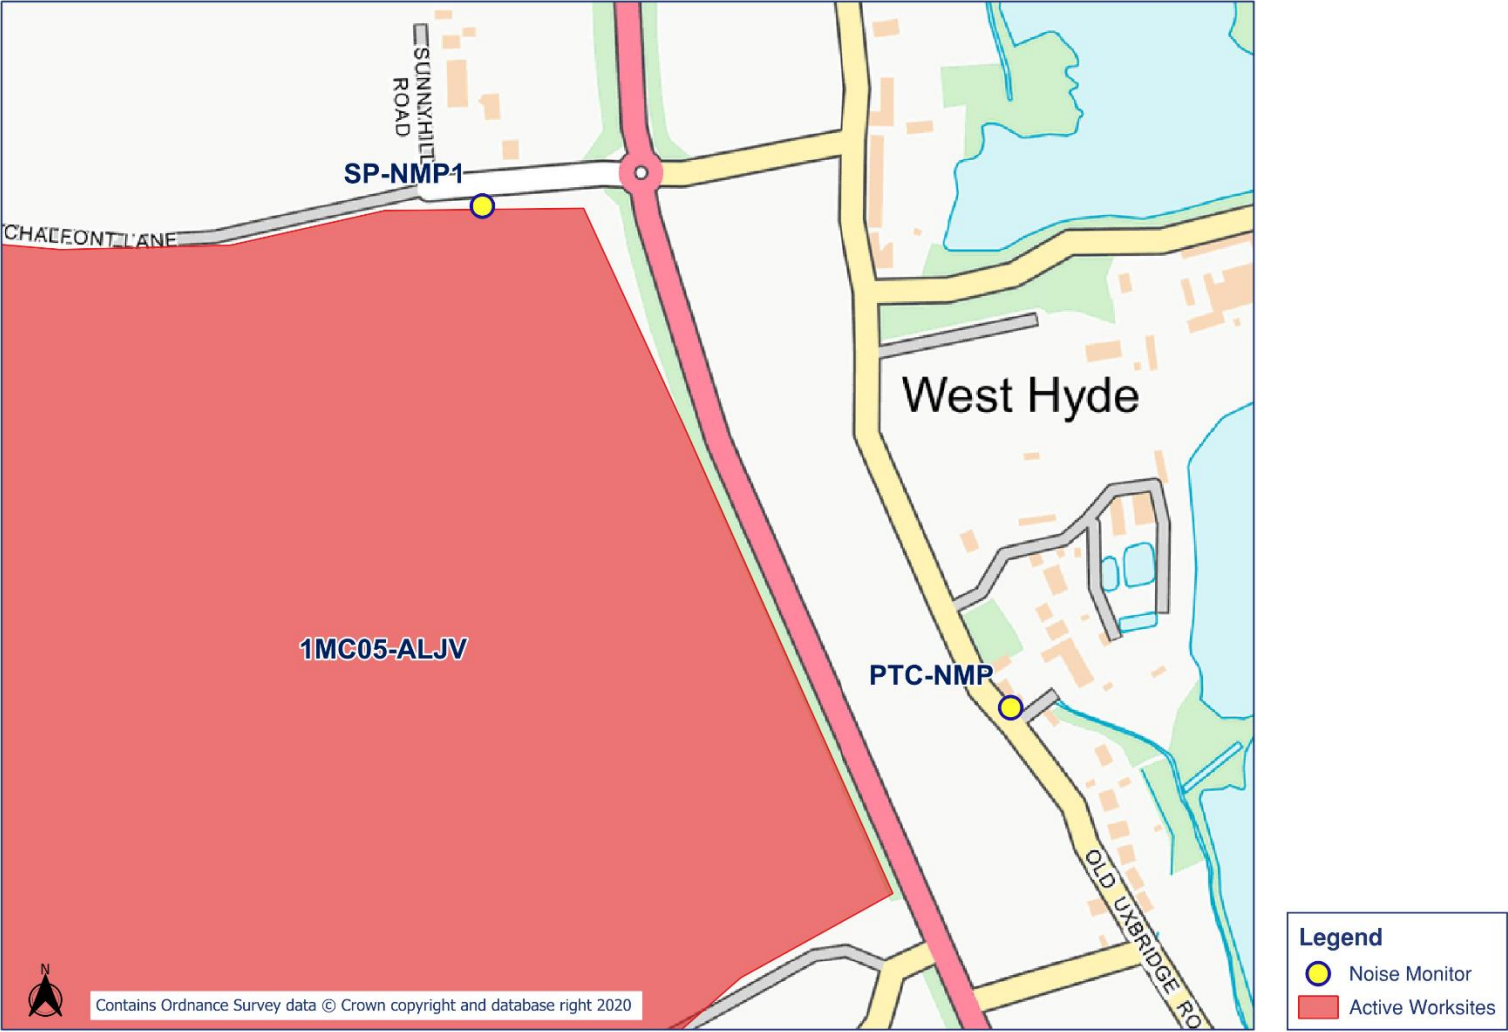 SUNNYHILL
ROAD
SP-NMP1
CHALFONT LANE
West Hyde
1MC05-ALJV
PTC-NMP
OLD UXBRIDGE RO
N
Contains Ordnance Survey data © Crown copyright and database right 2020
Legend
Noise Monitor
Active Worksites